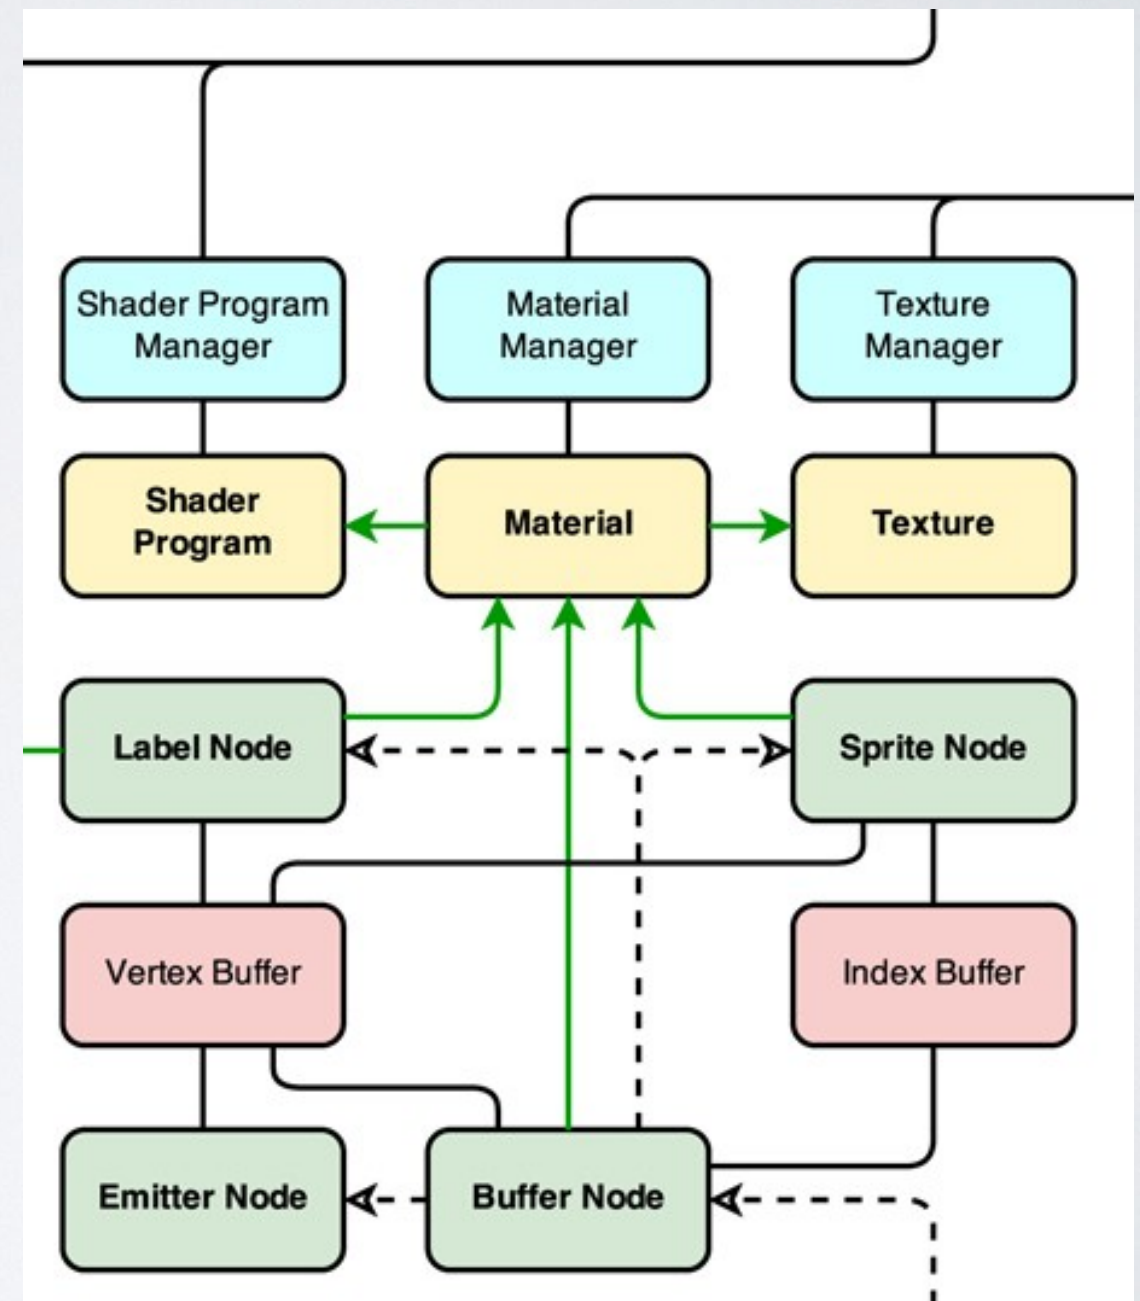 Shader Program
Manager
Material
Manager
Texture
Manager
Shader
Program
Material
Texture
Label Node
Sprite Node
Vertex Buffer
Index Buffer
Emitter Node
Buffer Node